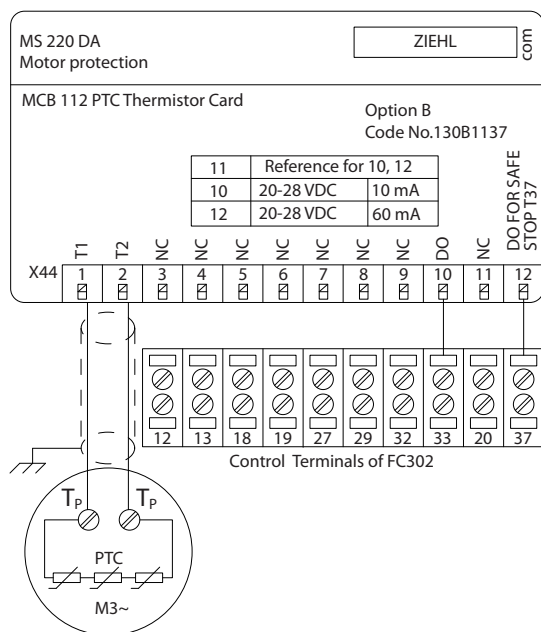 MS 220 DA
Motor protection
ZIEHL
com
MCB 112 PTC Thermistor Card
Option B
Code No.130B1137
11 Reference for 10, 12
10 20-28 VDC 10 mA
12 20-28 VDC 60 mA
T1 T2 NC NC NC NC NC NC NC DO NC DO FOR SAFE STOP T37
X44 1 2 3 4 5 6 7 8 9 10 11 12
12 13 18 19 27 29 32 33 20 37
Control Terminals of FC302
TP TP
PTC
M3~